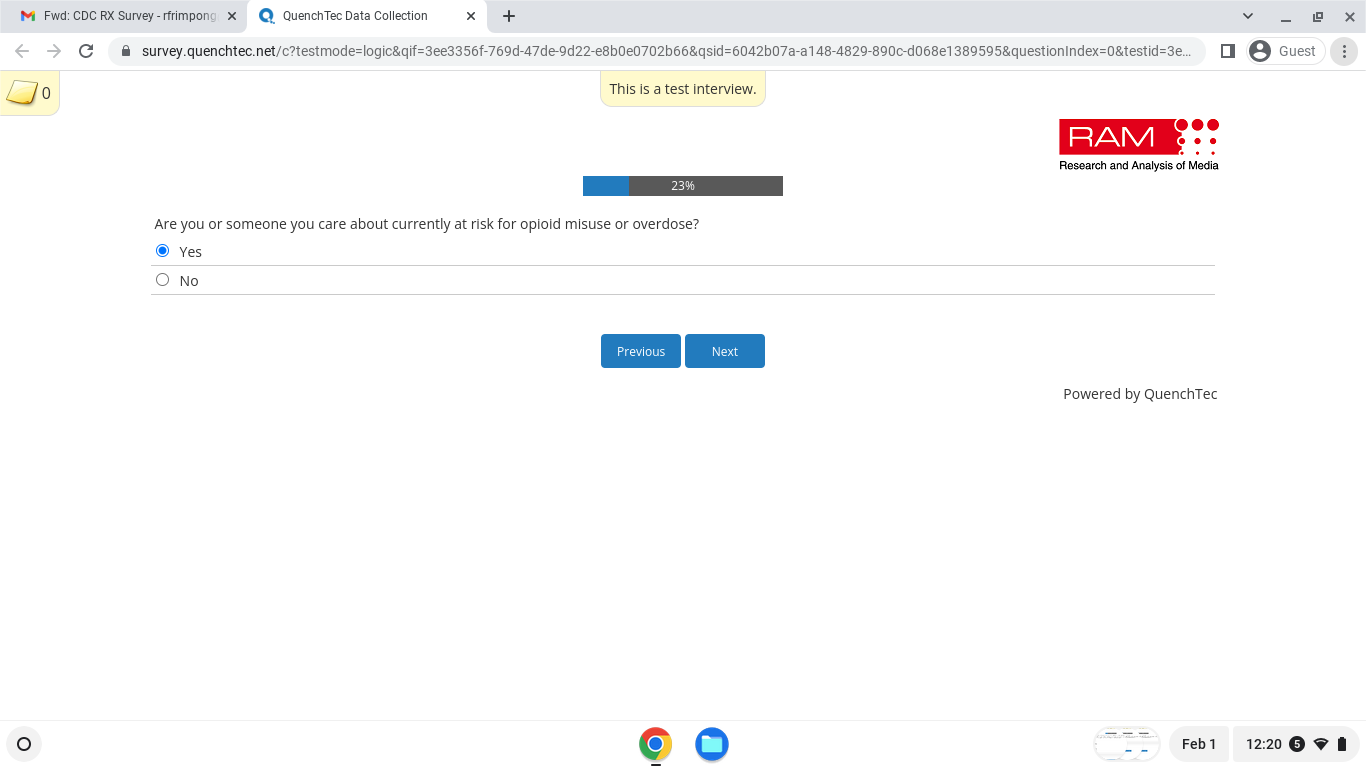 Fwd: CDC RX Survey - rfrimpong
QuenchTec Data Collection
survey.quenchtec.net/c?testmode=logic&qif=3ee3356f-769d-47de-9d22-e8b0e0702b66&qsid=6042b07a-a148-4829-890c-d068e1389595&questionIndex=0&testid=3e...
Guest
0
This is a test interview.
RAM
Research and Analysis of Media
23%
Are you or someone you care about currently at risk for opioid misuse or overdose?
Yes
No
Previous
Next
Powered by QuenchTec
Feb 1
12:20
5